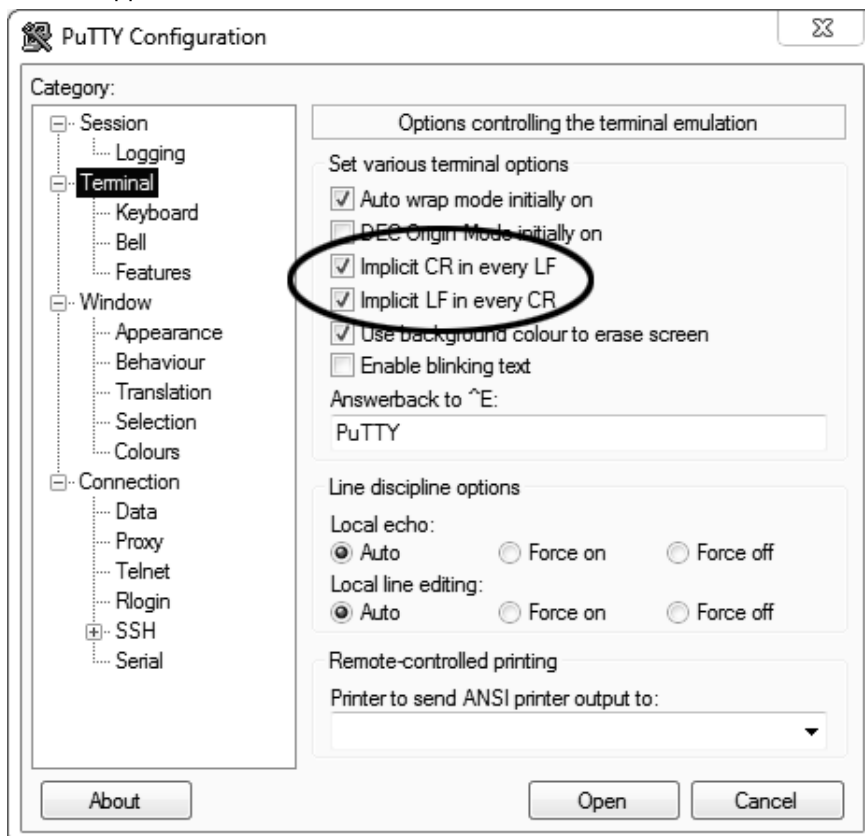 PuTTY Configuration
Category:
Session
Logging
Terminal
Keyboard
Bell
Features
Window
Appearance
Behaviour
Translation
Selection
Colours
Connection
Data
Proxy
Telnet
Rlogin
SSH
Serial
Options controlling the terminal emulation
Set various terminal options
Auto wrap mode initially on
DEC Origin Mode initially on
Implicit CR in every LF
Implicit LF in every CR
Use background colour to erase screen
Enable blinking text
Answerback to ^E:
PuTTY
Line discipline options
Local echo:
Auto Force on Force off
Local line editing:
Auto Force on Force off
Remote-controlled printing
Printer to send ANSI printer output to:
About Open Cancel